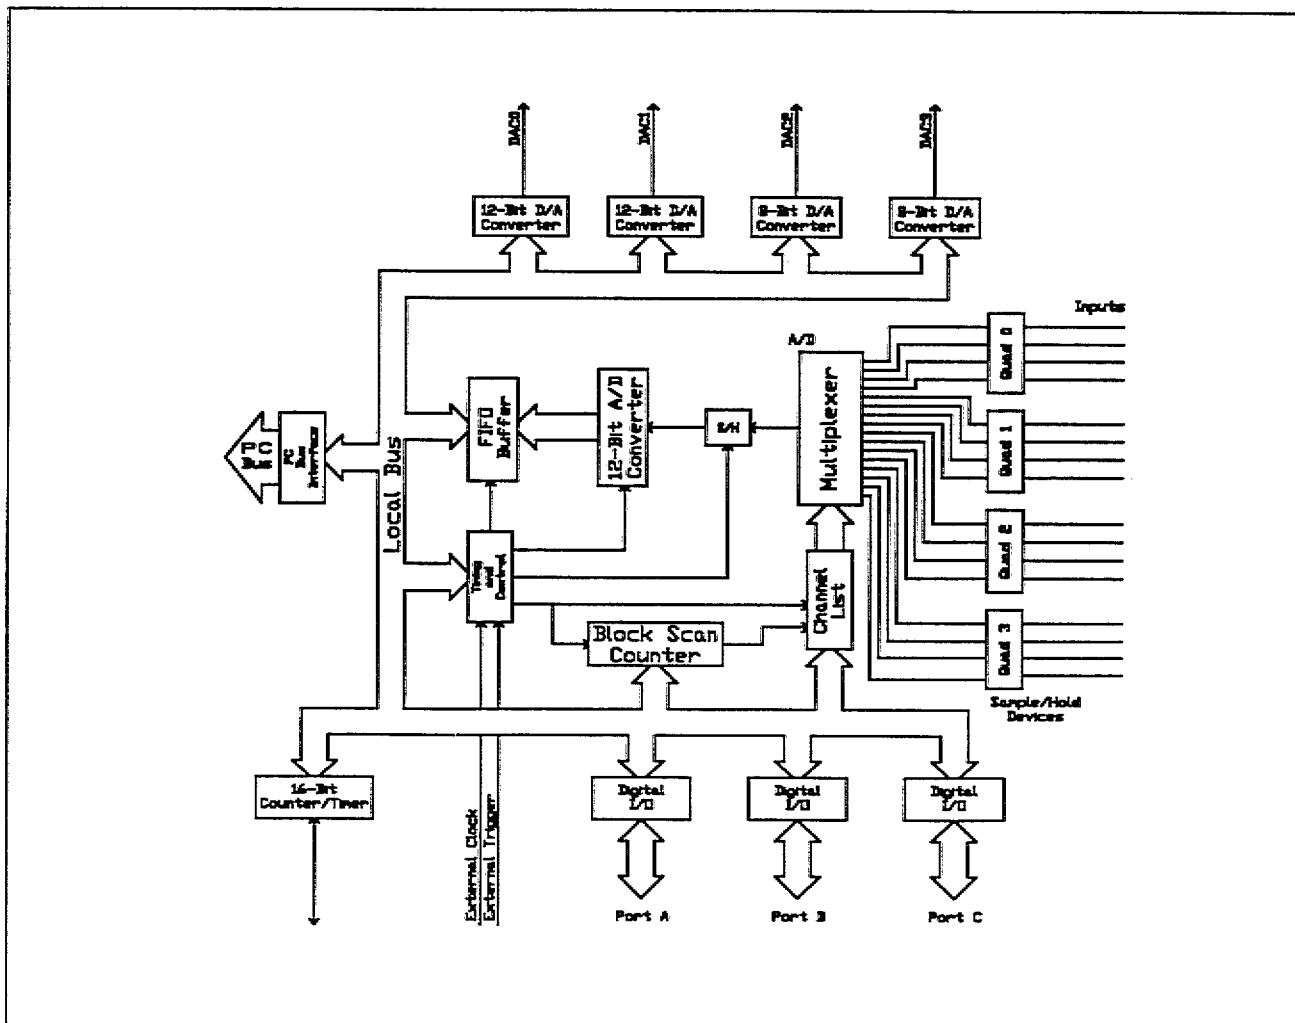 DAC0
DAC1
DAC2
DAC3
12-Bit D/A
Converter
12-Bit D/A
Converter
8-Bit D/A
Converter
8-Bit D/A
Converter
Inputs
A/D
Multiplexer
Quad 0
Quad 1
Quad 2
Quad 3
Sample/Hold
Devices
FIFO
Buffer
12-Bit A/D
Converter
S/H
PC
Bus
PC
Bus
Interface
Local Bus
Timing
and
Control
Channel
List
Block Scan
Counter
16-Bit
Counter/Timer
External Clock
External Trigger
Digital
I/O
Digital
I/O
Digital
I/O
Port A
Port B
Port C